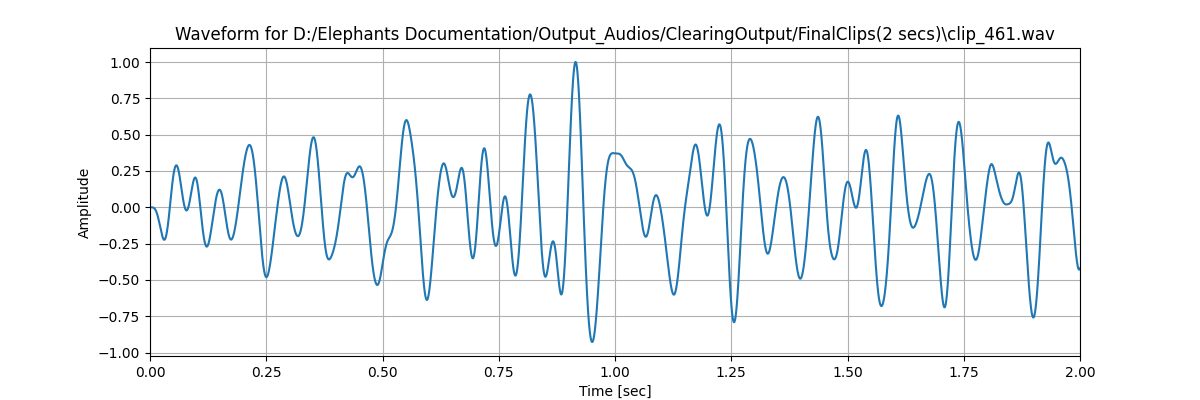 Waveform for D:/Elephants Documentation/Output_Audios/ClearingOutput/FinalClips(2 secs)\clip_461.wav
1.00
0.75
0.50
0.25
0.00
−0.25
−0.50
−0.75
−1.00
Amplitude
0.00 0.25 0.50 0.75 1.00 1.25 1.50 1.75 2.00
Time [sec]